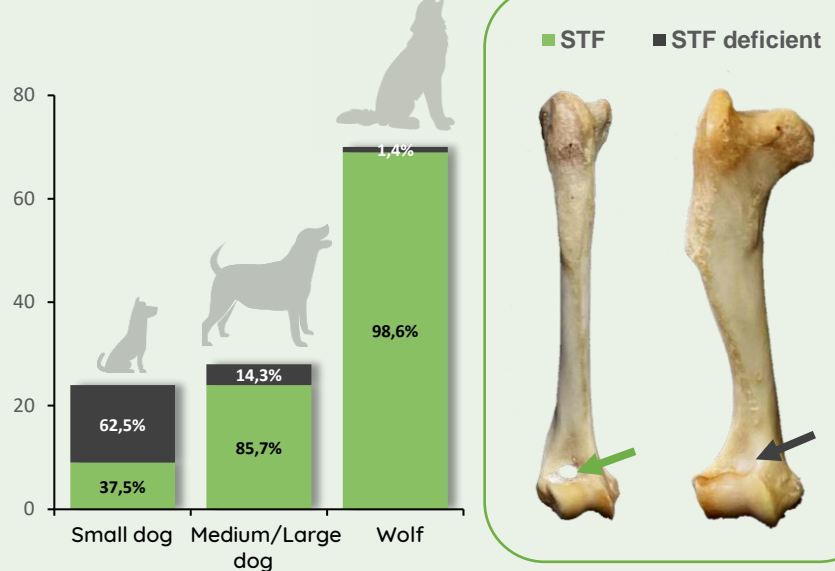 STF
STF deficient
80
60
40
20
0
1,4%
98,6%
14,3%
85,7%
62,5%
37,5%
Small dog
Medium/Large
dog
Wolf